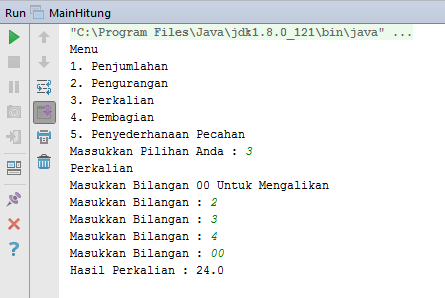 Run MainHitung
"C:\Program Files\Java\jdk1.8.0_121\bin\java" ...
Menu
1. Penjumlahan
2. Pengurangan
3. Perkalian
4. Pembagian
5. Penyederhanaan Pecahan
Massukkan Pilihan Anda : 3
Perkalian
Masukkan Bilangan 00 Untuk Mengalikan
Masukkan Bilangan : 2
Masukkan Bilangan : 3
Masukkan Bilangan : 4
Masukkan Bilangan : 00
Hasil Perkalian : 24.0